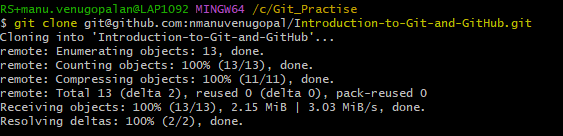 RS+manu.venugopalan@LAP1092 MINGW64 /c/Git_Practise
$ git clone git@github.com:nmanuvenugopal/Introduction-to-Git-and-GitHub.git
Cloning into 'Introduction-to-Git-and-GitHub'...
remote: Enumerating objects: 13, done.
remote: Counting objects: 100% (13/13), done.
remote: Compressing objects: 100% (11/11), done.
remote: Total 13 (delta 2), reused 0 (delta 0), pack-reused 0
Receiving objects: 100% (13/13), 2.15 MiB | 3.03 MiB/s, done.
Resolving deltas: 100% (2/2), done.